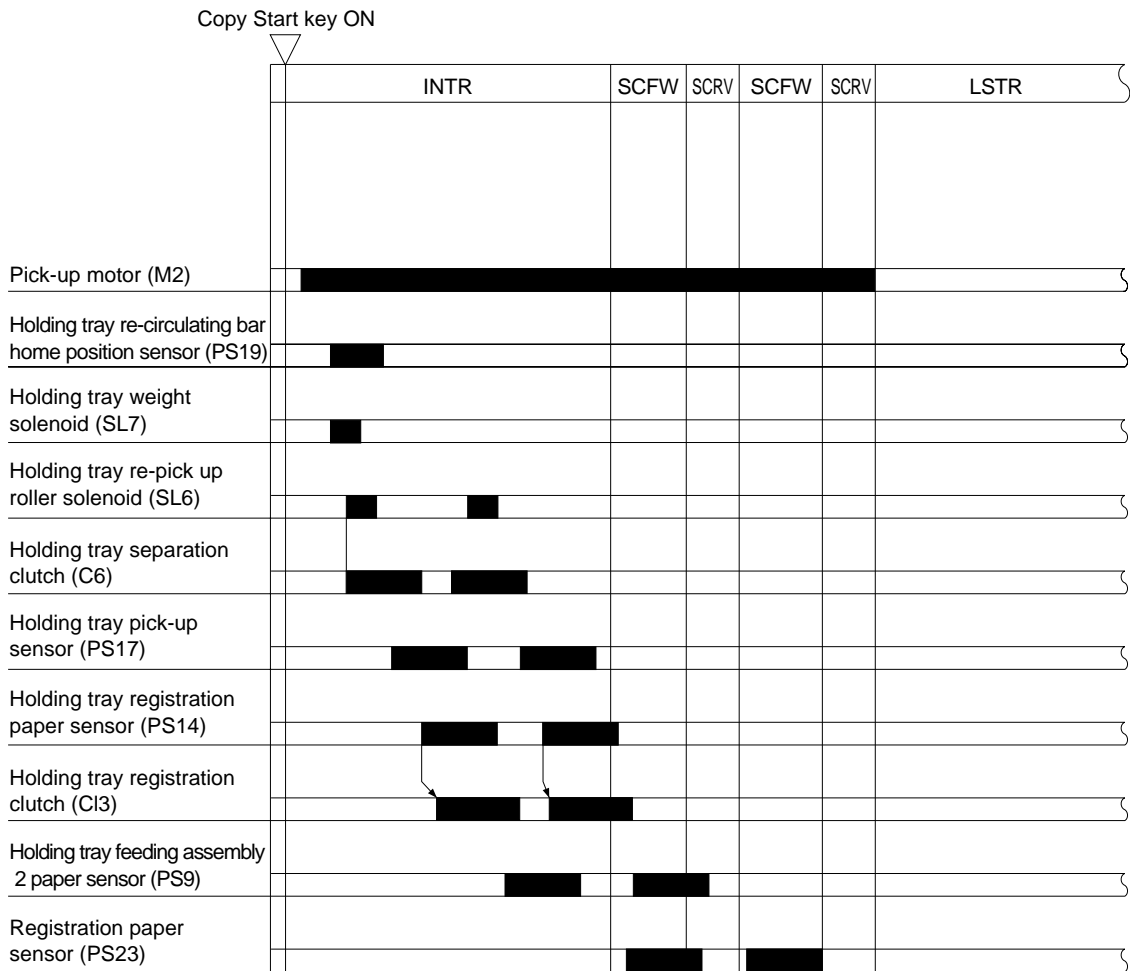 Copy Start key ON
INTR SCFW SCRV SCFW SCRV LSTR
Pick-up motor (M2)
Holding tray re-circulating bar
home position sensor (PS19)
Holding tray weight
solenoid (SL7)
Holding tray re-pick up
roller solenoid (SL6)
Holding tray separation
clutch (C6)
Holding tray pick-up
sensor (PS17)
Holding tray registration
paper sensor (PS14)
Holding tray registration
clutch (Cl3)
Holding tray feeding assembly
2 paper sensor (PS9)
Registration paper
sensor (PS23)